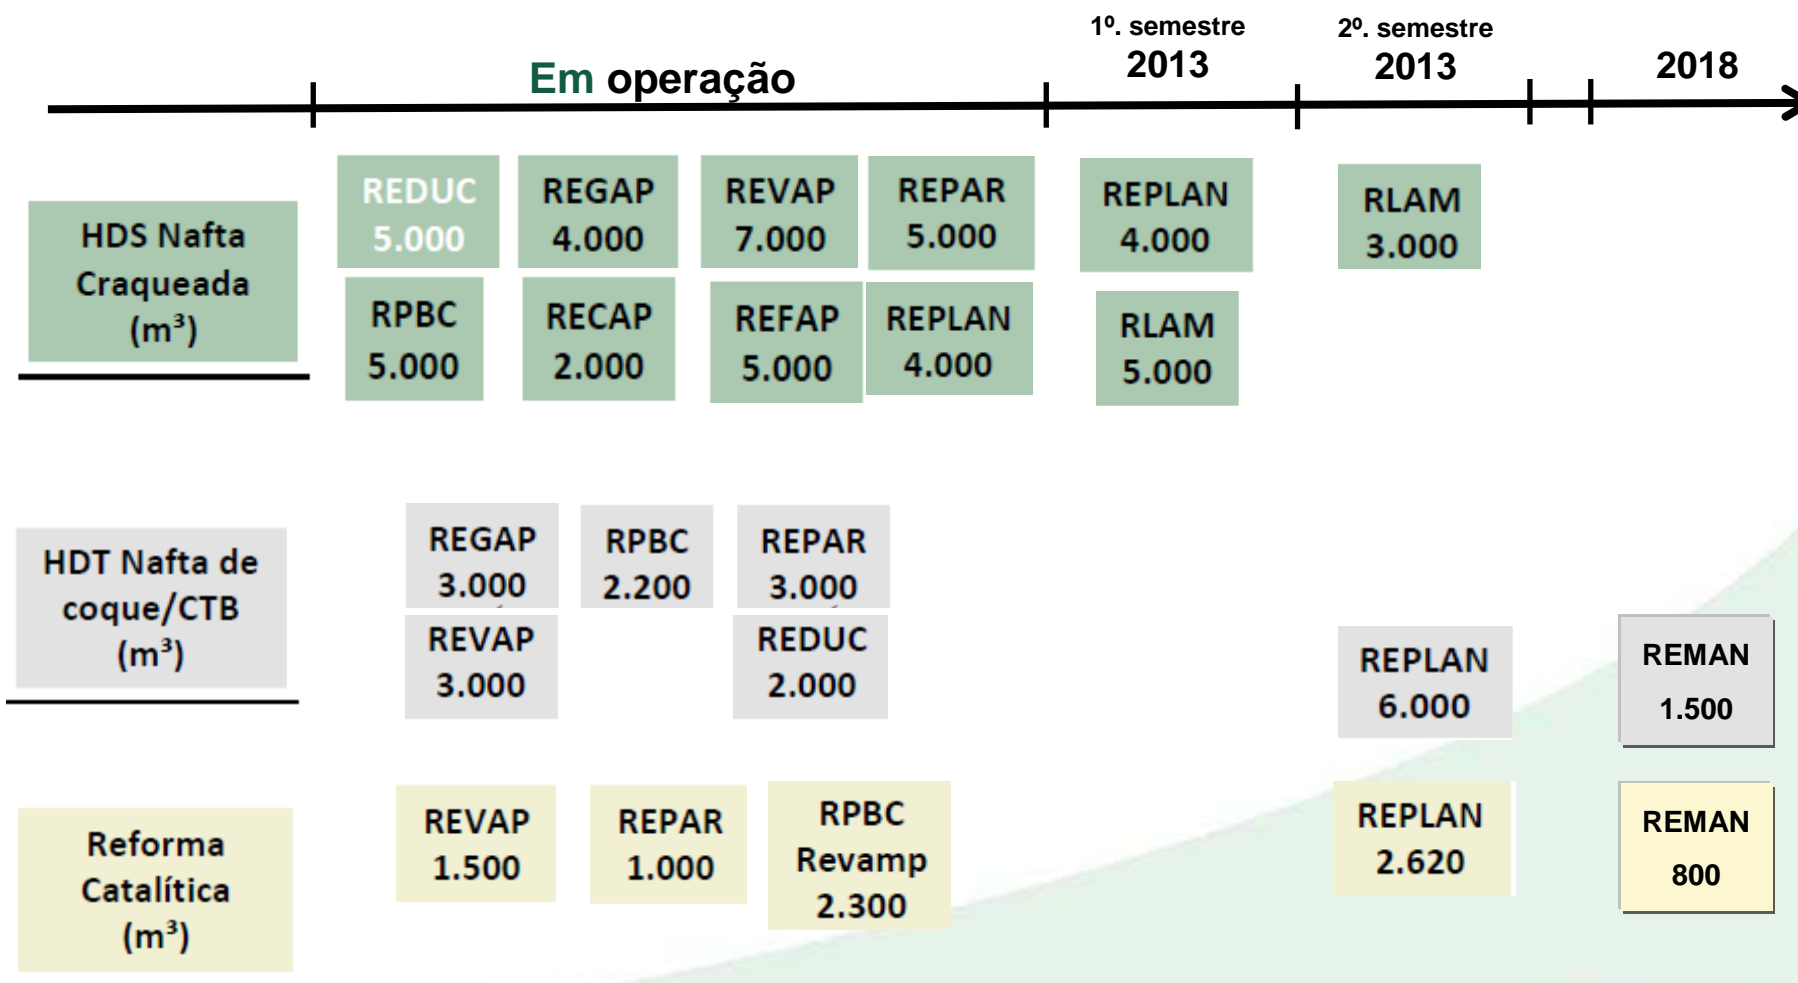 1º. semestre
2013
2º. semestre
2013
2018
Em operação
HDS Nafta
Craqueada
(m³)
REDUC
5.000
REGAP
4.000
REVAP
7.000
REPAR
5.000
REPLAN
4.000
RLAM
3.000
RPBC
5.000
RECAP
2.000
REFAP
5.000
REPLAN
4.000
RLAM
5.000
HDT Nafta de
coque/CTB
(m³)
REGAP
3.000
RPBC
2.200
REPAR
3.000
REVAP
3.000
REDUC
2.000
REPLAN
6.000
REMAN
1.500
Reforma
Catalítica
(m³)
REVAP
1.500
REPAR
1.000
RPBC
Revamp
2.300
REPLAN
2.620
REMAN
800